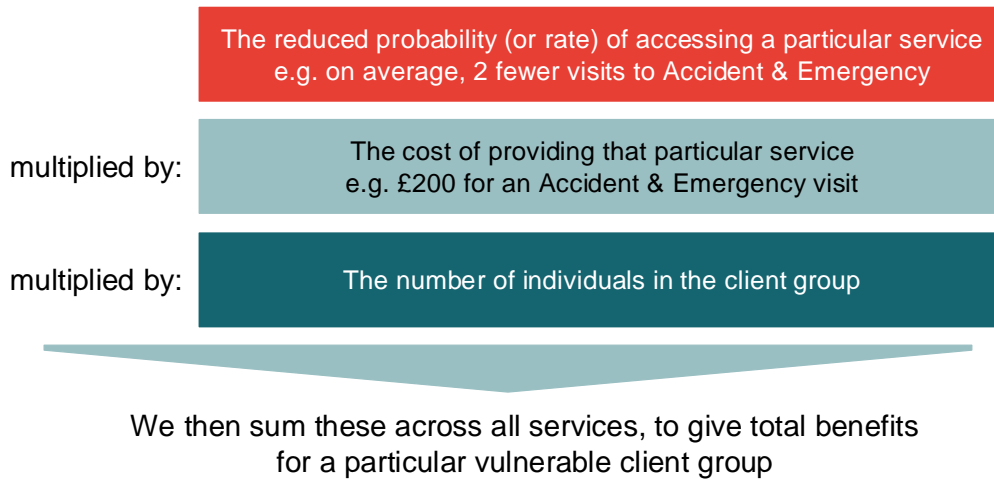 The reduced probability (or rate) of accessing a particular service
e.g. on average, 2 fewer visits to Accident & Emergency
multiplied by:
The cost of providing that particular service
e.g. £200 for an Accident & Emergency visit
multiplied by:
The number of individuals in the client group
We then sum these across all services, to give total benefits
for a particular vulnerable client group